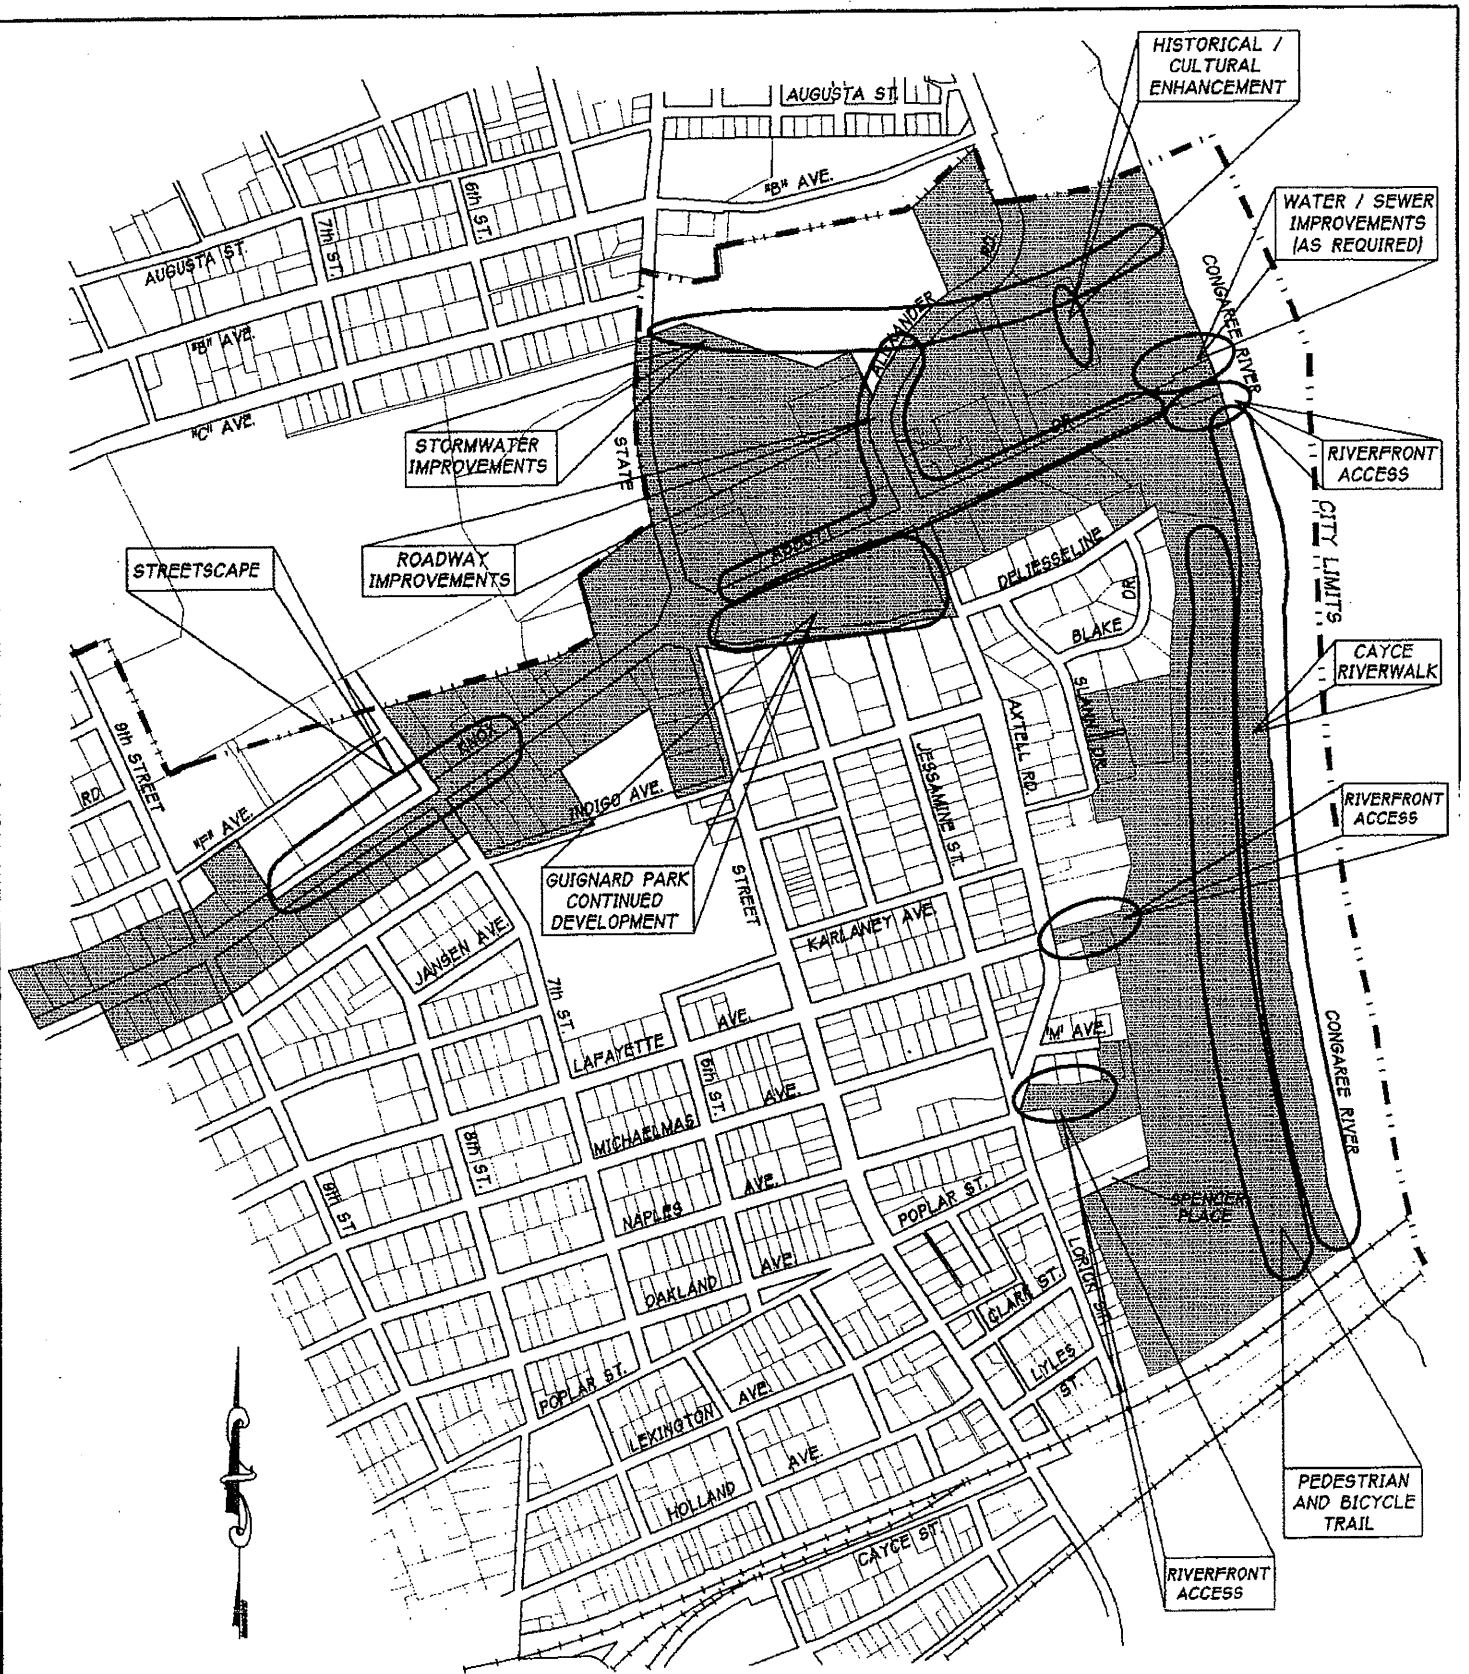 HISTORICAL /
CULTURAL
ENHANCEMENT
AUGUSTA ST.
"B" AVE.
WATER / SEWER
IMPROVEMENTS
(AS REQUIRED)
6th ST.
7th ST.
AUGUSTA ST.
RD
CONGAREE RIVER
ALEXANDER
"B" AVE.
"C" AVE.
STORMWATER
IMPROVEMENTS
STATE
DR
RIVERFRONT
ACCESS
CITY LIMITS
ROADWAY
IMPROVEMENTS
STREETSCAPE
DELIESSELINE
DR
BLAKE
CAYCE
RIVERWALK
SUANNY DR.
AXTELL RD
KNOX
9th STREET
RD
"F" AVE.
INDIGO AVE.
JESSAMINE ST.
RIVERFRONT
ACCESS
GUIGNARD PARK
CONTINUED
DEVELOPMENT
STREET
KARLANEY AVE.
JANSEN AVE.
7th ST.
'M' AVE.
LAFAYETTE
AVE.
CONGAREE RIVER
6th ST.
AVE.
MICHAELMAS
8th ST.
9th ST.
NAPLES
AVE.
POPLAR ST.
SPENCER
PLACE
OAKLAND
AVE.
CLARK ST.
LYLES
ST.
POPLAR ST.
LEXINGTON
AVE.
HOLLAND
AVE.
CAYCE ST.
PEDESTRIAN
AND BICYCLE
TRAIL
RIVERFRONT
ACCESS